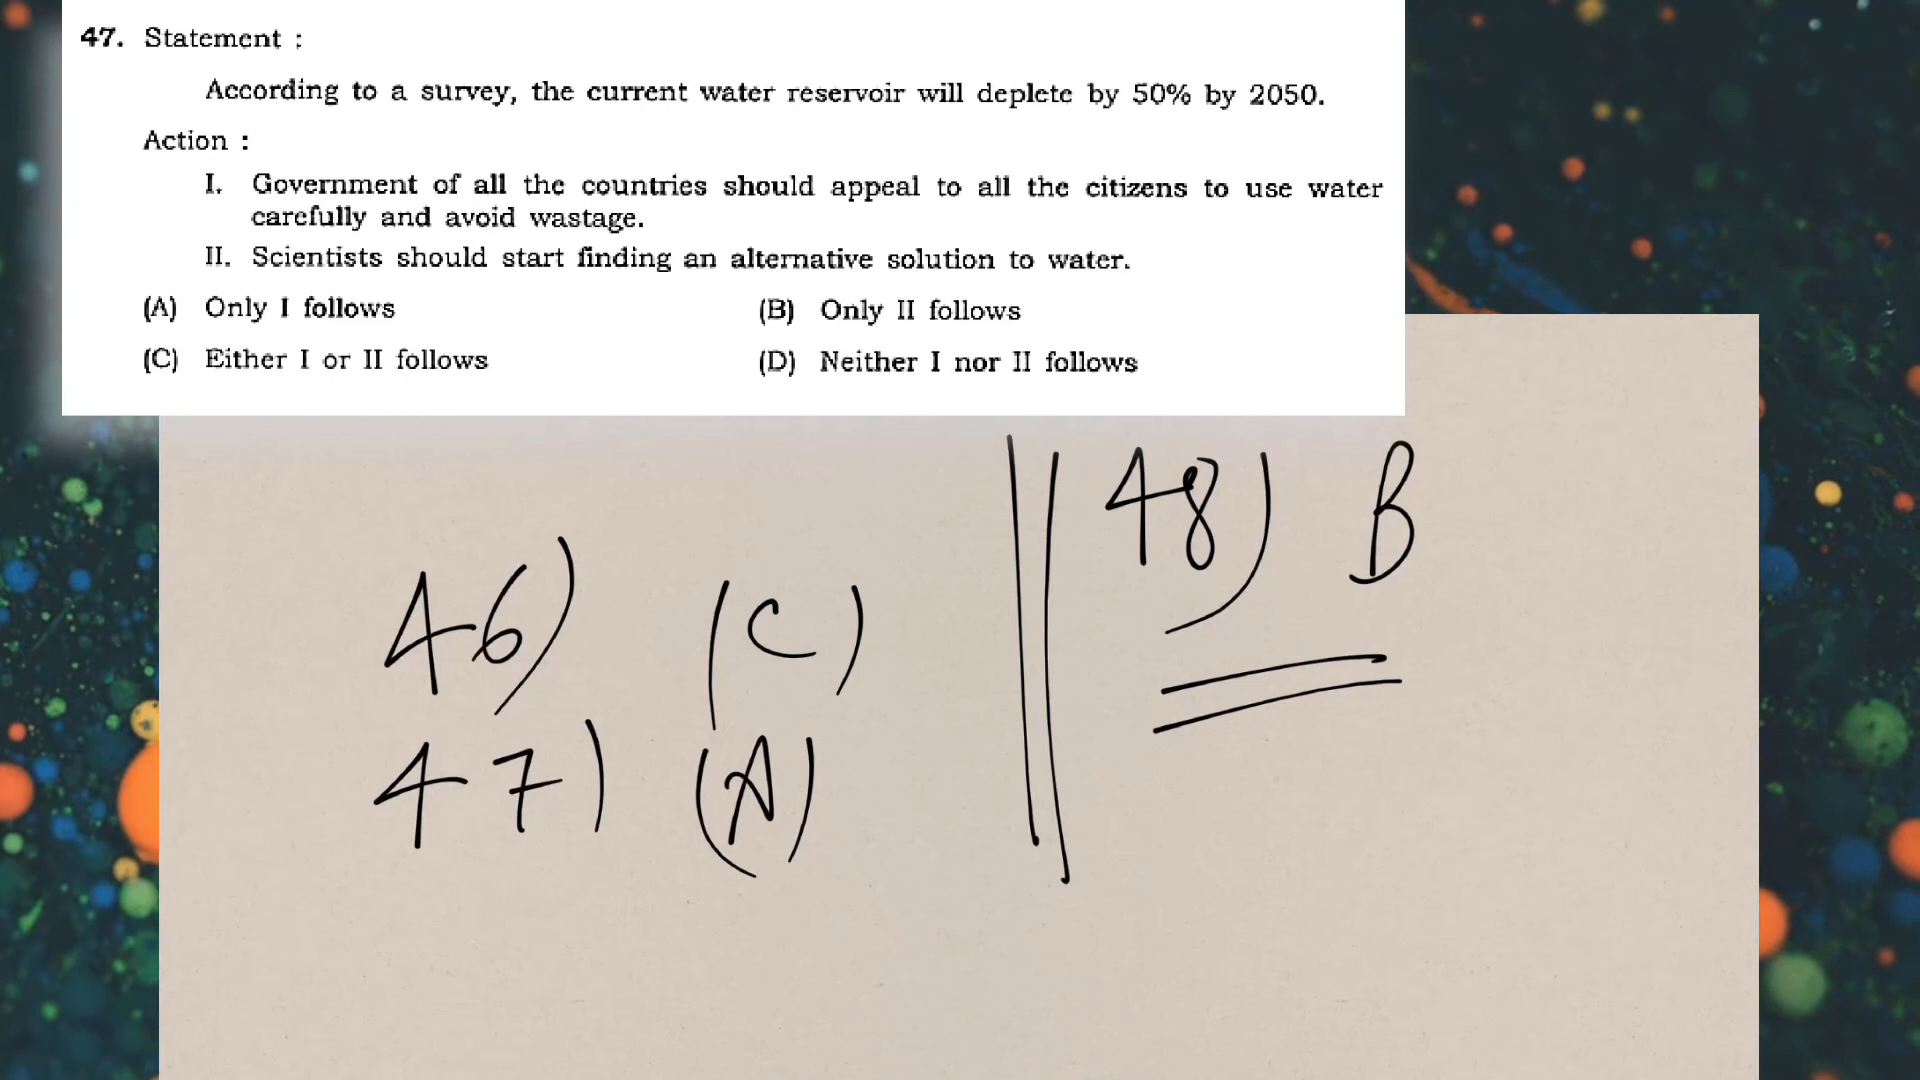 47. Statement :
According to a survey, the current water reservoir will deplete by 50% by 2050.
Action :
I. Government of all the countries should appeal to all the citizens to use water
carefully and avoid wastage.
II. Scientists should start finding an alternative solution to water.
(A) Only I follows (B) Only II follows
(C) Either I or II follows (D) Neither I nor II follows
46) (C)
47) (A)
48) B